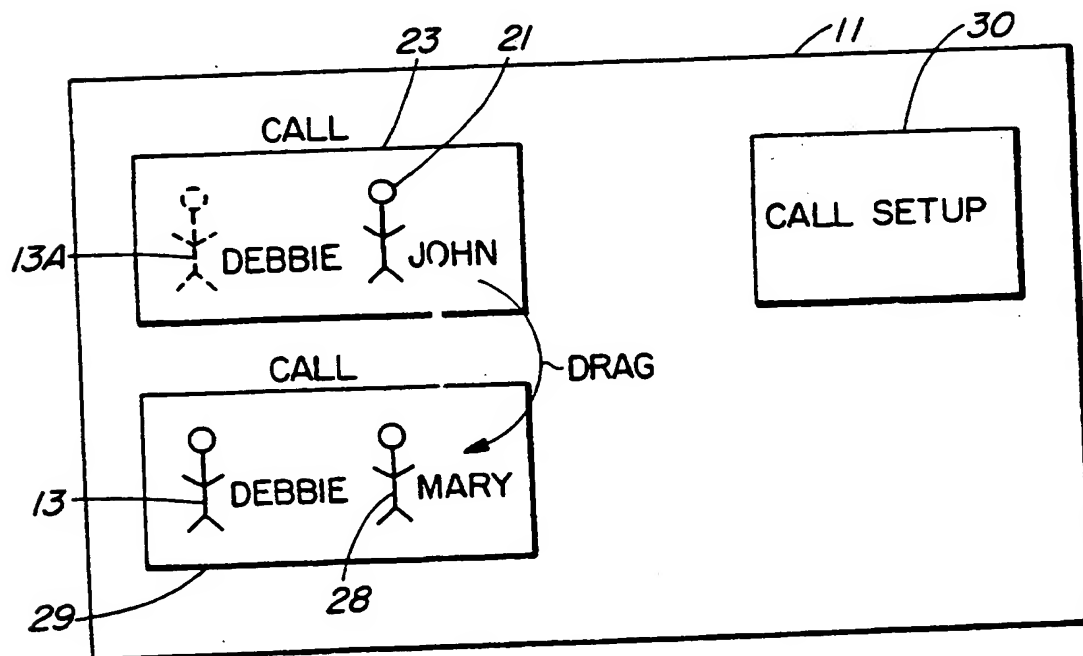 23 21 11 30
CALL
13A DEBBIE JOHN
CALL SETUP
DRAG
CALL
13 DEBBIE MARY
29 28